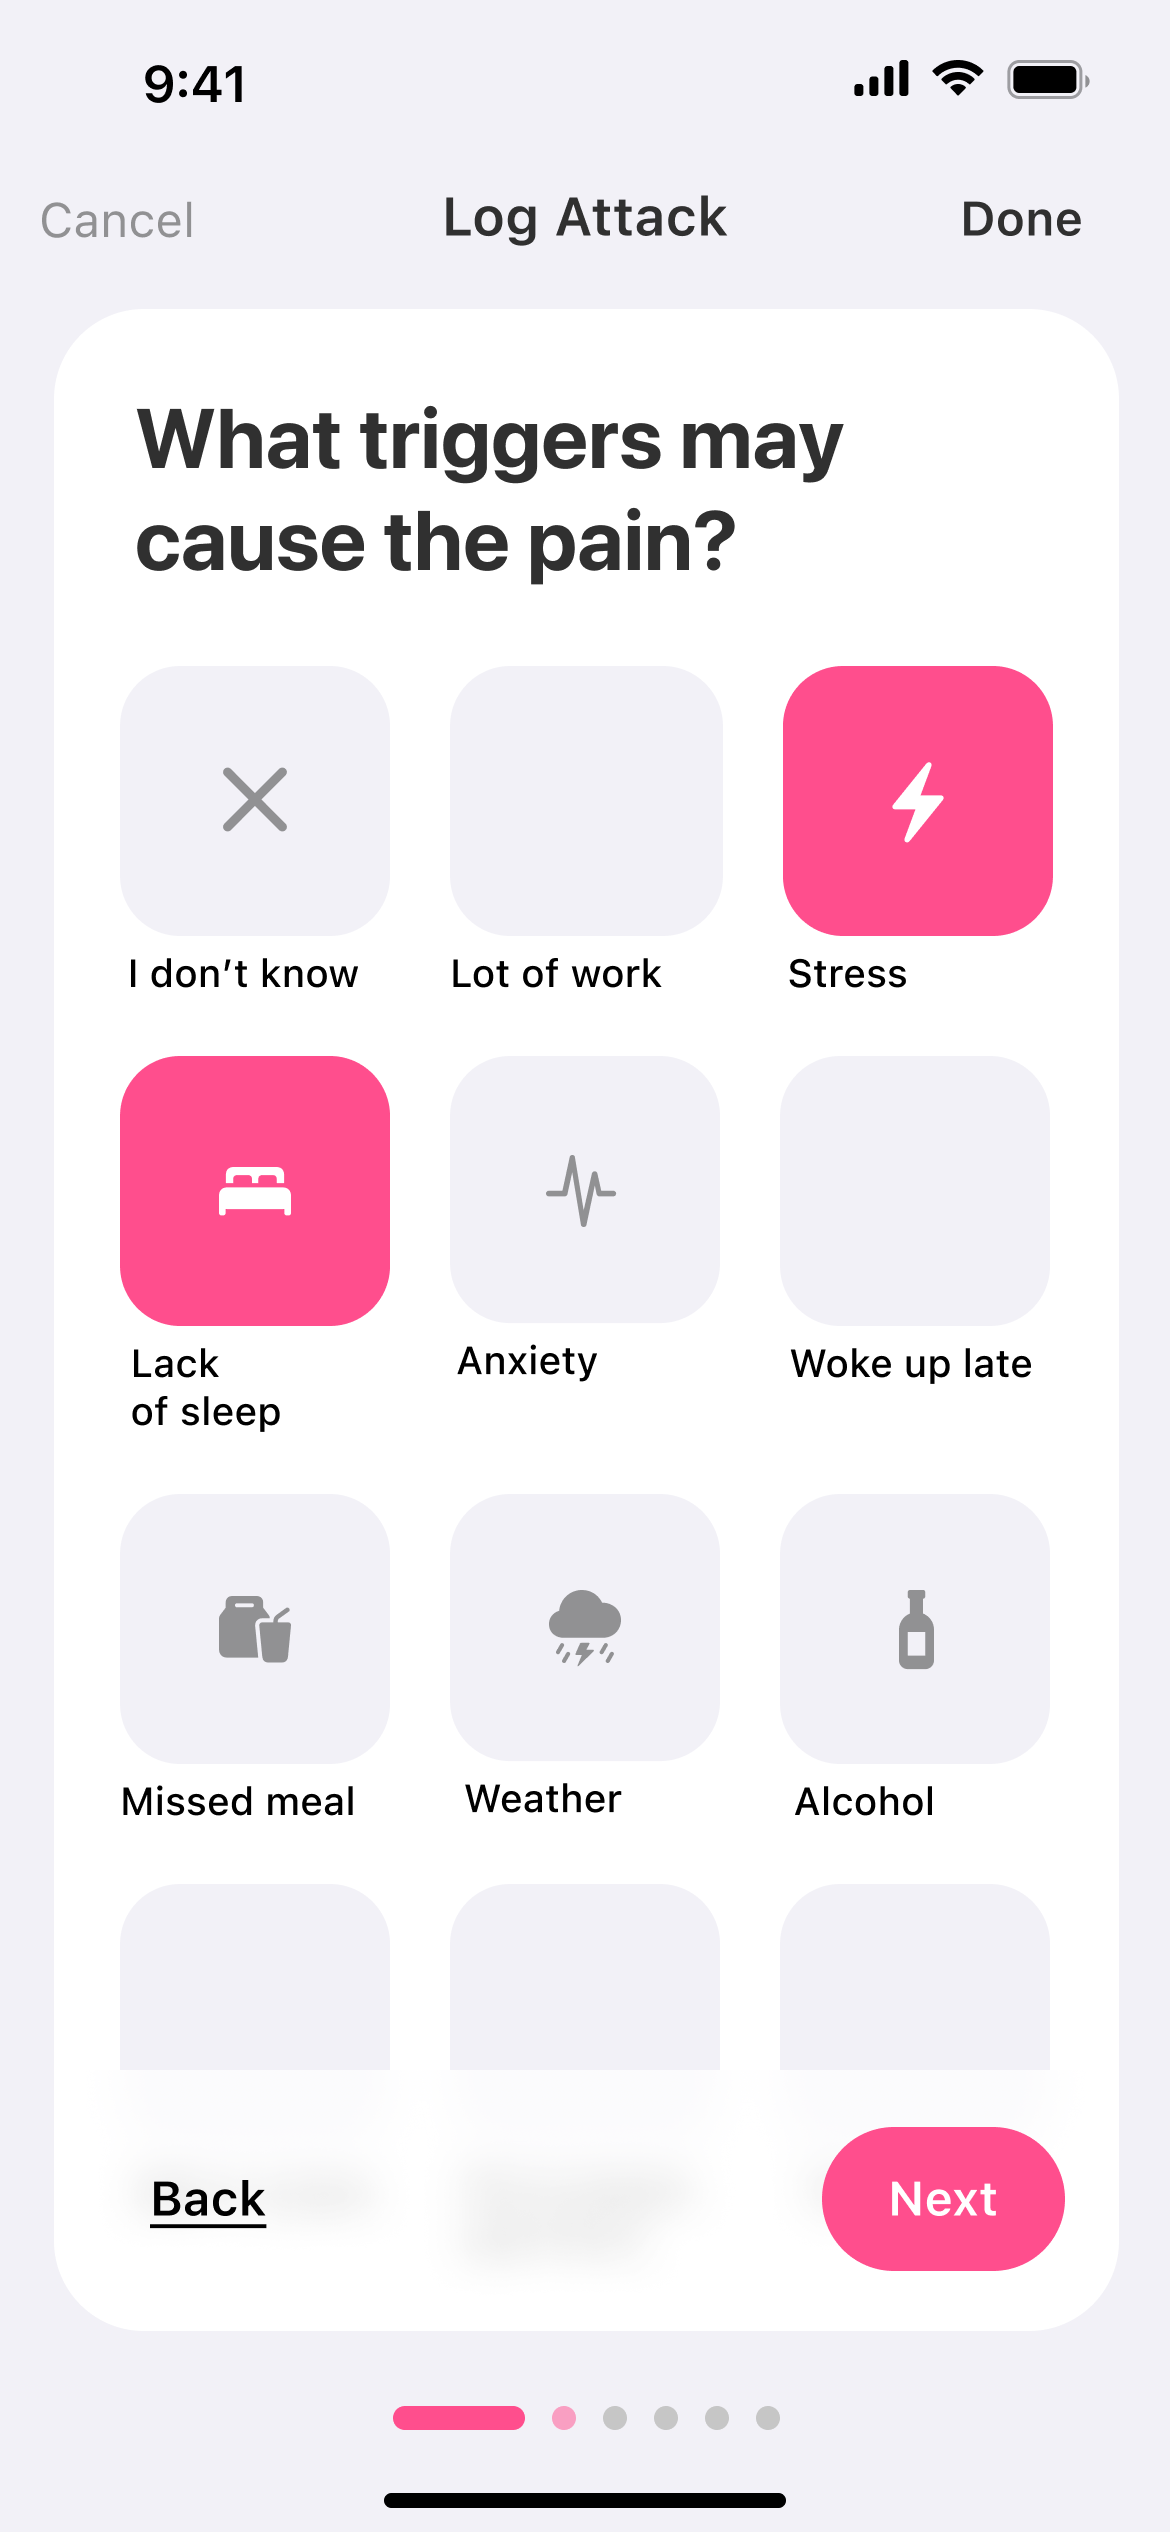 9:41
Cancel
Log Attack
Done
What triggers may
cause the pain?
I don’t know
Lot of work
Stress
Lack
of sleep
Anxiety
Woke up late
Missed meal
Weather
Alcohol
Back
Next